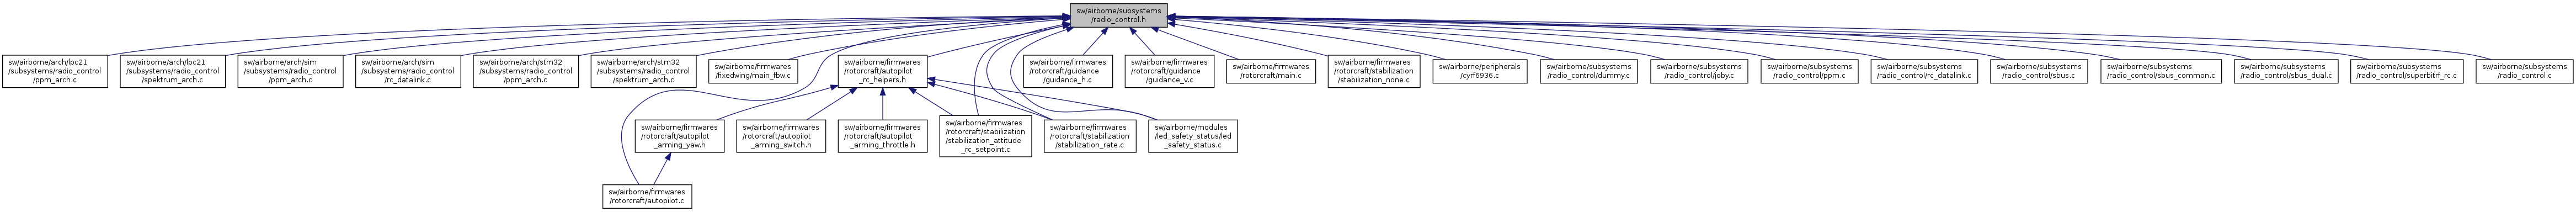 sw/airborne/subsystems
/radio_control.h
sw/airborne/arch/lpc21
/subsystems/radio_control
/ppm_arch.c
sw/airborne/arch/lpc21
/subsystems/radio_control
/spektrum_arch.c
sw/airborne/arch/sim
/subsystems/radio_control
/ppm_arch.c
sw/airborne/arch/sim
/subsystems/radio_control
/rc_datalink.c
sw/airborne/arch/stm32
/subsystems/radio_control
/ppm_arch.c
sw/airborne/arch/stm32
/subsystems/radio_control
/spektrum_arch.c
sw/airborne/firmwares
/fixedwing/main_fbw.c
sw/airborne/firmwares
/rotorcraft/autopilot
_rc_helpers.h
sw/airborne/firmwares
/rotorcraft/guidance
/guidance_h.c
sw/airborne/firmwares
/rotorcraft/guidance
/guidance_v.c
sw/airborne/firmwares
/rotorcraft/main.c
sw/airborne/firmwares
/rotorcraft/stabilization
/stabilization_none.c
sw/airborne/peripherals
/cyrf6936.c
sw/airborne/subsystems
/radio_control/dummy.c
sw/airborne/subsystems
/radio_control/joby.c
sw/airborne/subsystems
/radio_control/ppm.c
sw/airborne/subsystems
/radio_control/rc_datalink.c
sw/airborne/subsystems
/radio_control/sbus.c
sw/airborne/subsystems
/radio_control/sbus_common.c
sw/airborne/subsystems
/radio_control/sbus_dual.c
sw/airborne/subsystems
/radio_control/superbitrf_rc.c
sw/airborne/subsystems
/radio_control.c
sw/airborne/firmwares
/rotorcraft/autopilot
_arming_yaw.h
sw/airborne/firmwares
/rotorcraft/autopilot
_arming_switch.h
sw/airborne/firmwares
/rotorcraft/autopilot
_arming_throttle.h
sw/airborne/firmwares
/rotorcraft/stabilization
/stabilization_attitude
_rc_setpoint.c
sw/airborne/firmwares
/rotorcraft/stabilization
/stabilization_rate.c
sw/airborne/modules
/led_safety_status/led
_safety_status.c
sw/airborne/firmwares
/rotorcraft/autopilot.c